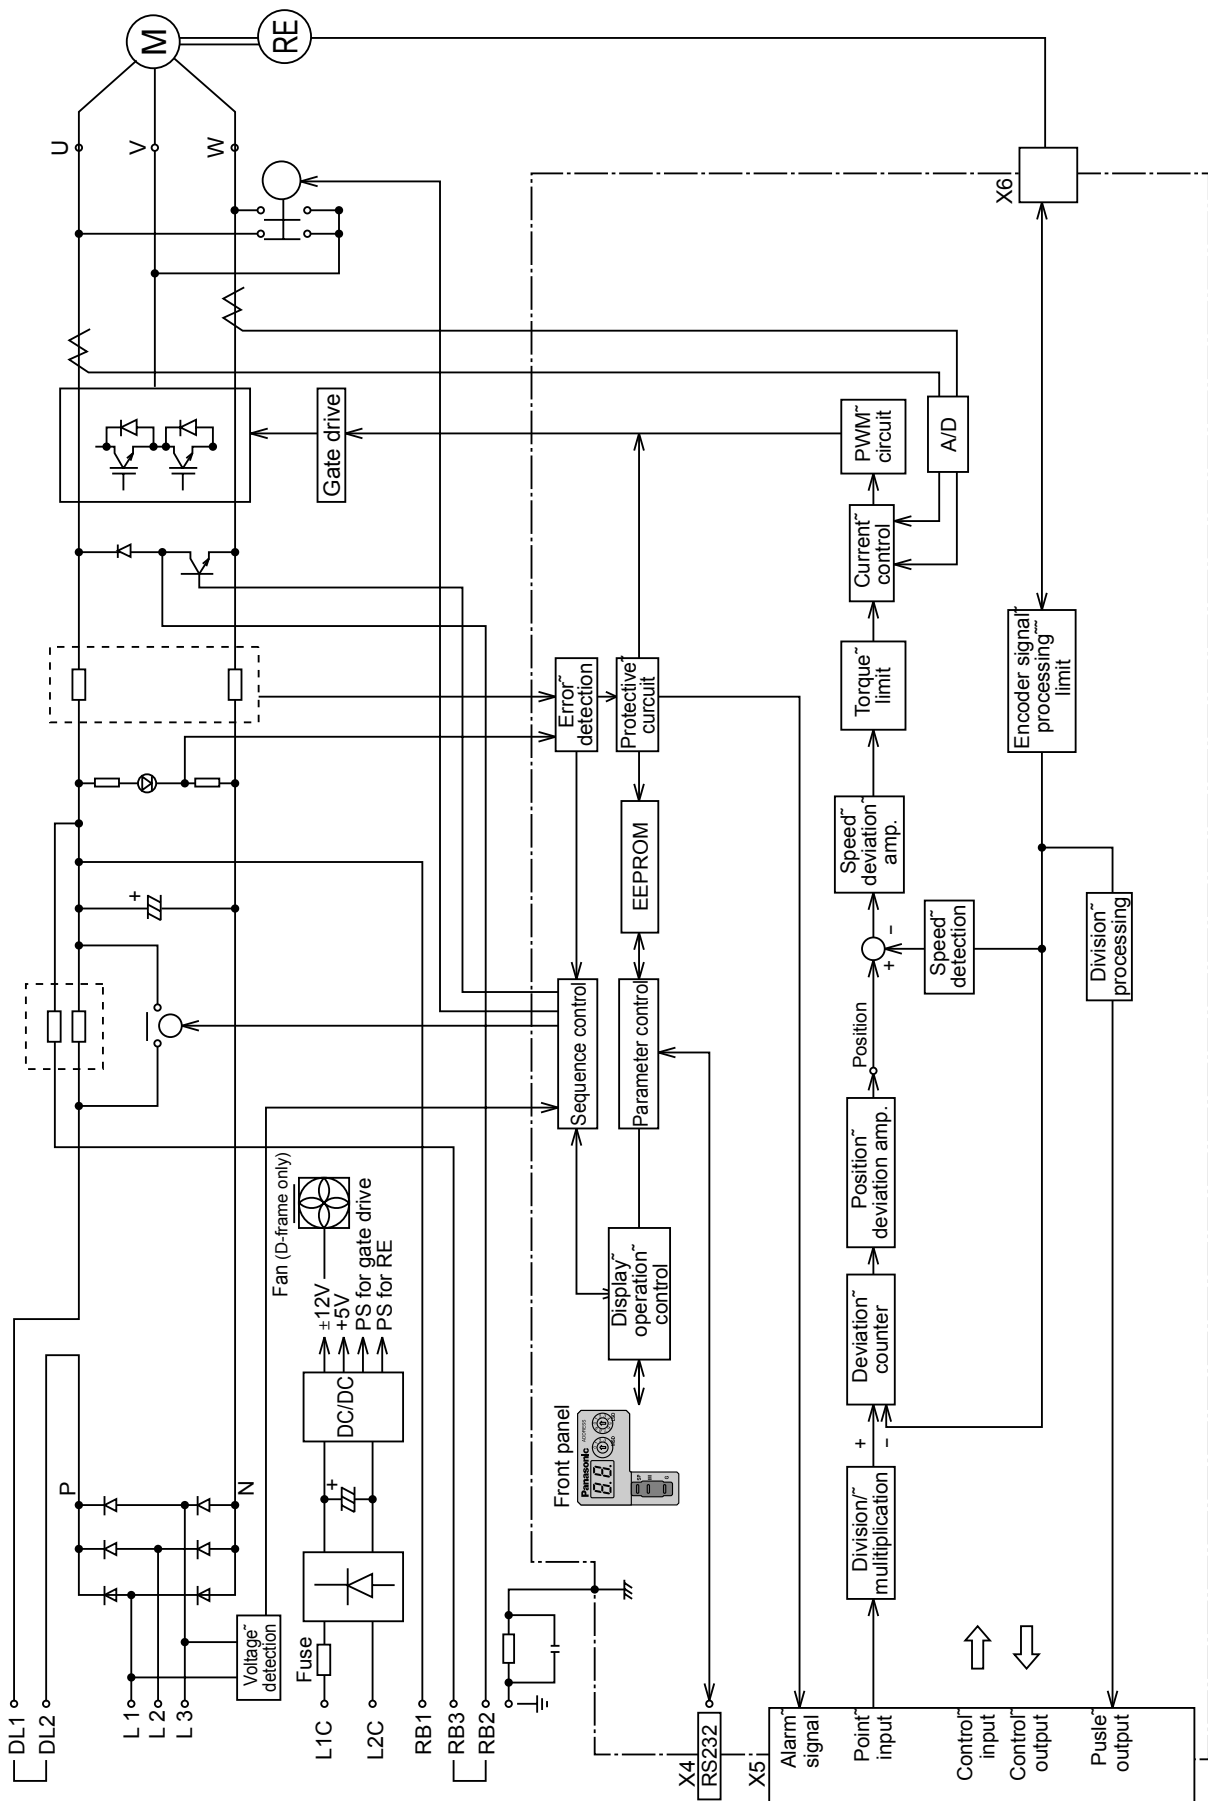 DL1
DL2
L 1
L 2
L 3
L1C
L2C
RB1
RB3
RB2
P
N
Voltage~
detection
Fuse
DC/DC
±12V
+5V
PS for gate drive
PS for RE
Fan (D-frame only)
+
+
U
V
W
M
RE
Gate drive
Error~
detection
Protective~
curcuit
EEPROM
Sequence control
Parameter control
Display~
operation~
control
Front panel
Panasonic
ADDRESS
8.8.
X4
RS232
X5
X6
Alarm~
signal
Point~
input
Control~
input
Control~
output
Pusle~
output
Division/~
mulitiplication
+
−
Deviation~
counter
Position~
deviation amp.
Position
+
−
Speed~
deviation~
amp.
Speed~
detection
Torque~
limit
Current~
control
PWM~
circuit
A/D
Encoder signal~
processing~~
limit
Division~
processing